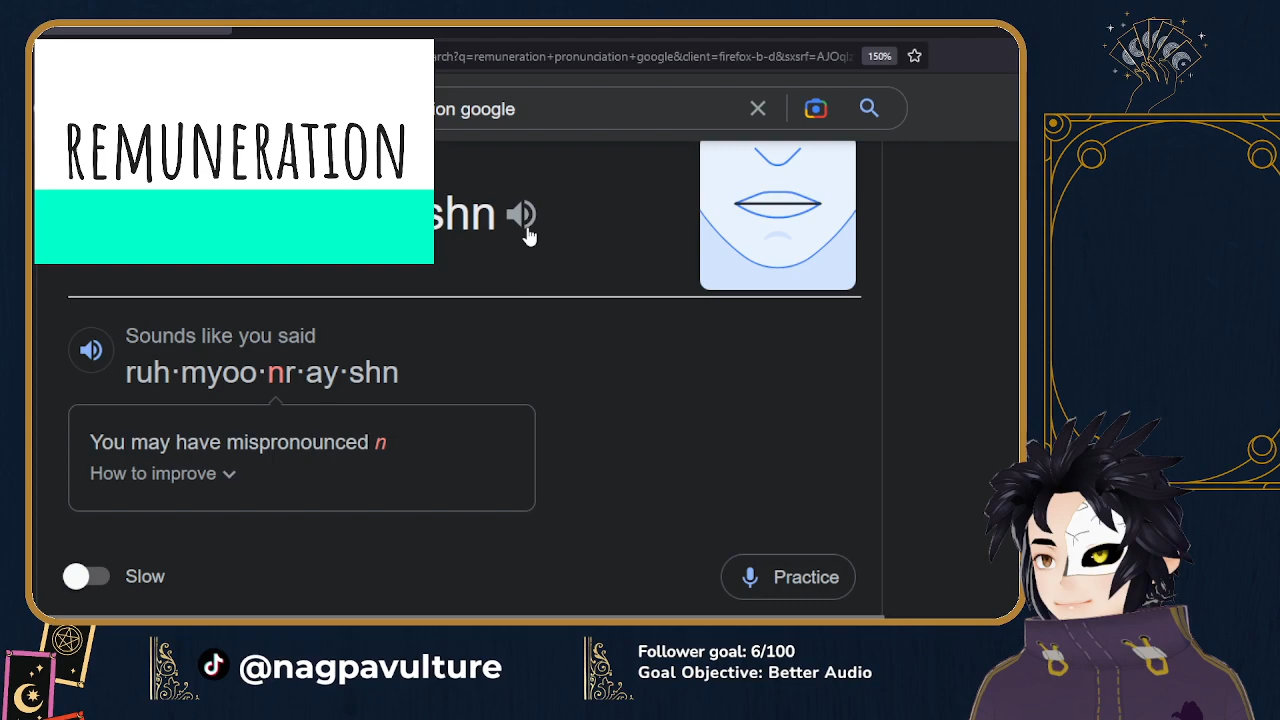 arch?q=remuneration+pronunciation+google&client=firefox-b-d&sxsrf=AJOqlz
150%
REMUNERATION
on google
shn
Sounds like you said
ruh·myoo·nr·ay·shn
You may have mispronounced n
How to improve
Slow
Practice
@nagpavulture
Follower goal: 6/100
Goal Objective: Better Audio